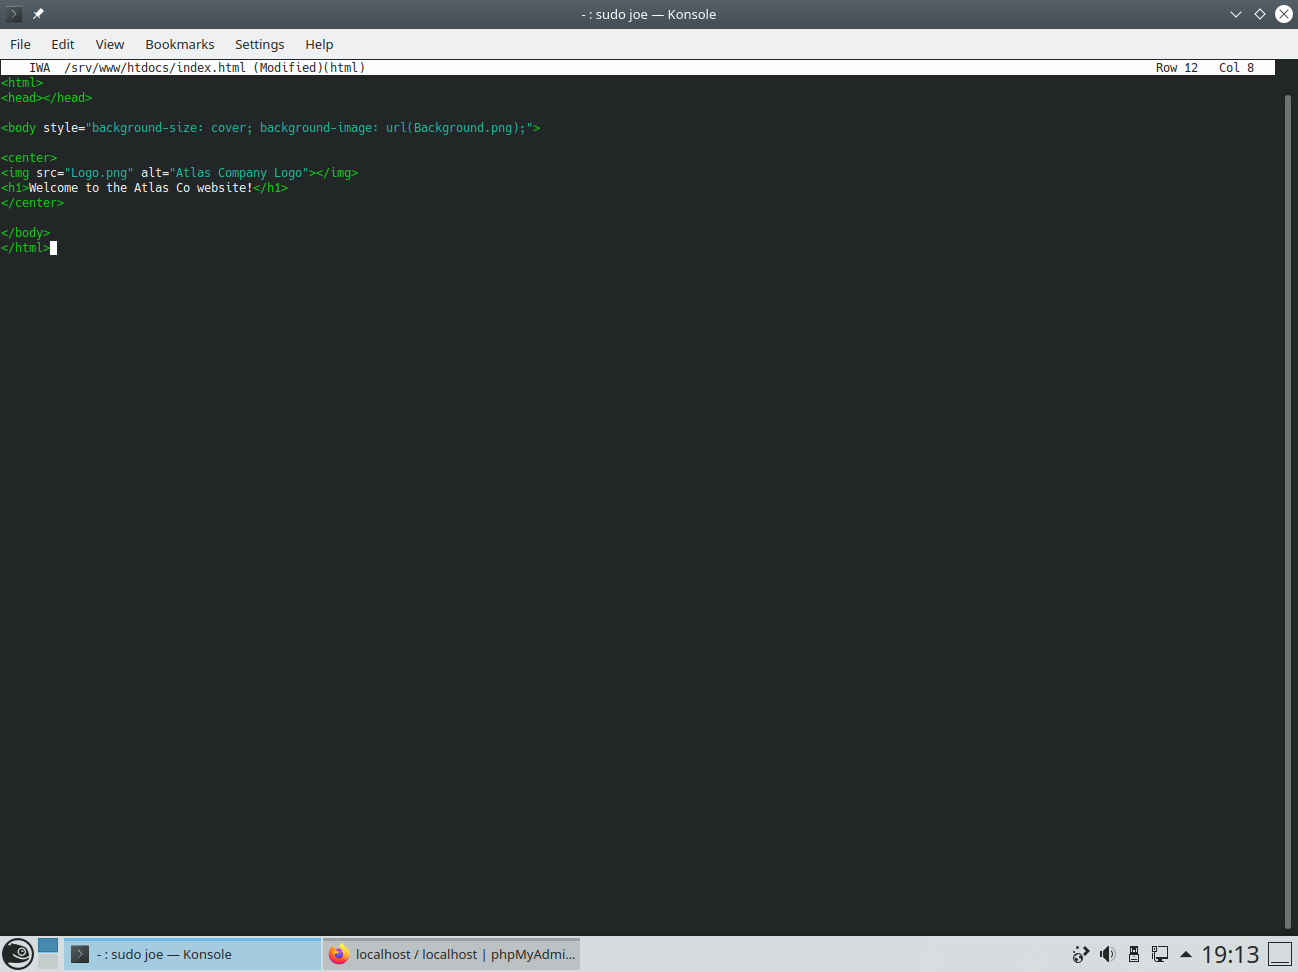 - : sudo joe — Konsole
File Edit View Bookmarks Settings Help
IWA /srv/www/htdocs/index.html (Modified)(html) Row 12 Col 8
<html>
<head></head>
<body style="background-size: cover; background-image: url(Background.png);">
<center>
<img src="Logo.png" alt="Atlas Company Logo"></img>
<h1>Welcome to the Atlas Co website!</h1>
</center>
</body>
</html>
- : sudo joe — Konsole localhost / localhost | phpMyAdmi... 19:13